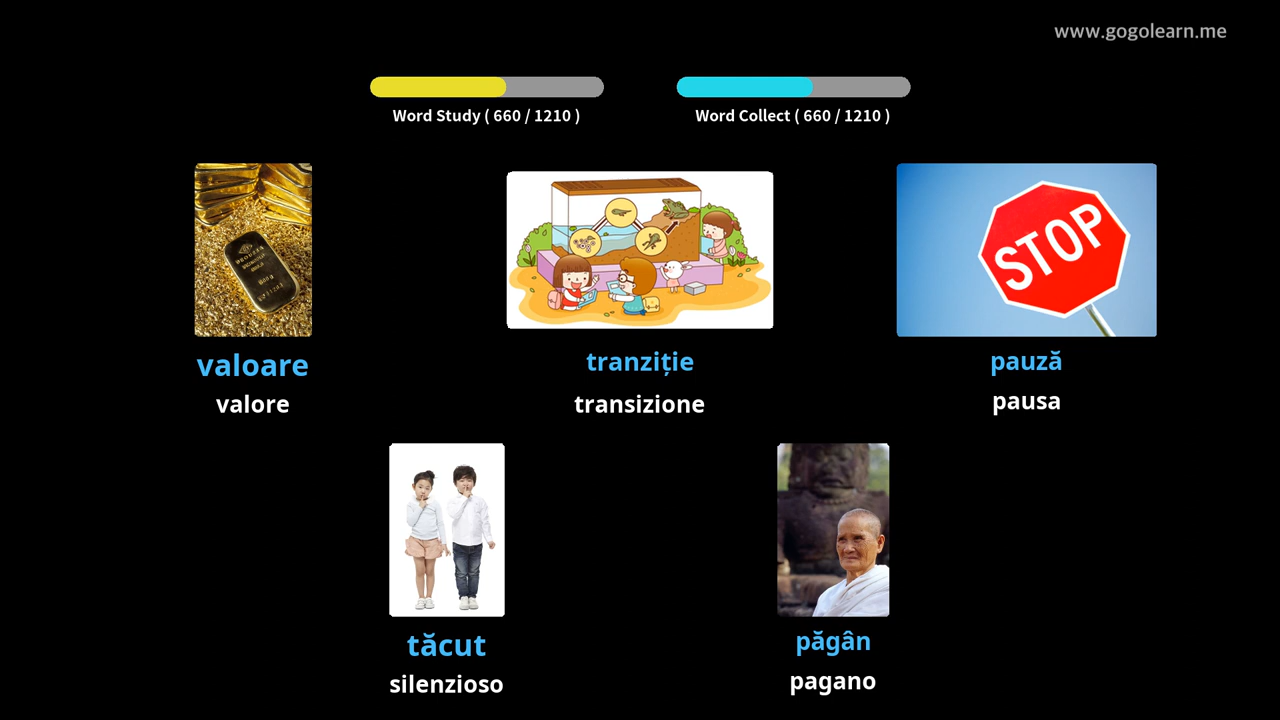 www.gogolearn.me
Word Study ( 660 / 1210 )
Word Collect ( 660 / 1210 )
STOP
valoare
valore
tranziție
transizione
pauză
pausa
tăcut
silenzioso
păgân
pagano